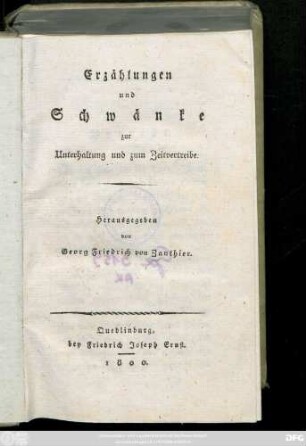 Erzählungen
und
Schwänke
zur
Unterhaltung und zum Zeitvertreibe.
Herausgegeben
von
Georg Friedrich von Zanthier.
Quedlinburg,
bey Friedrich Joseph Ernst.
1800.